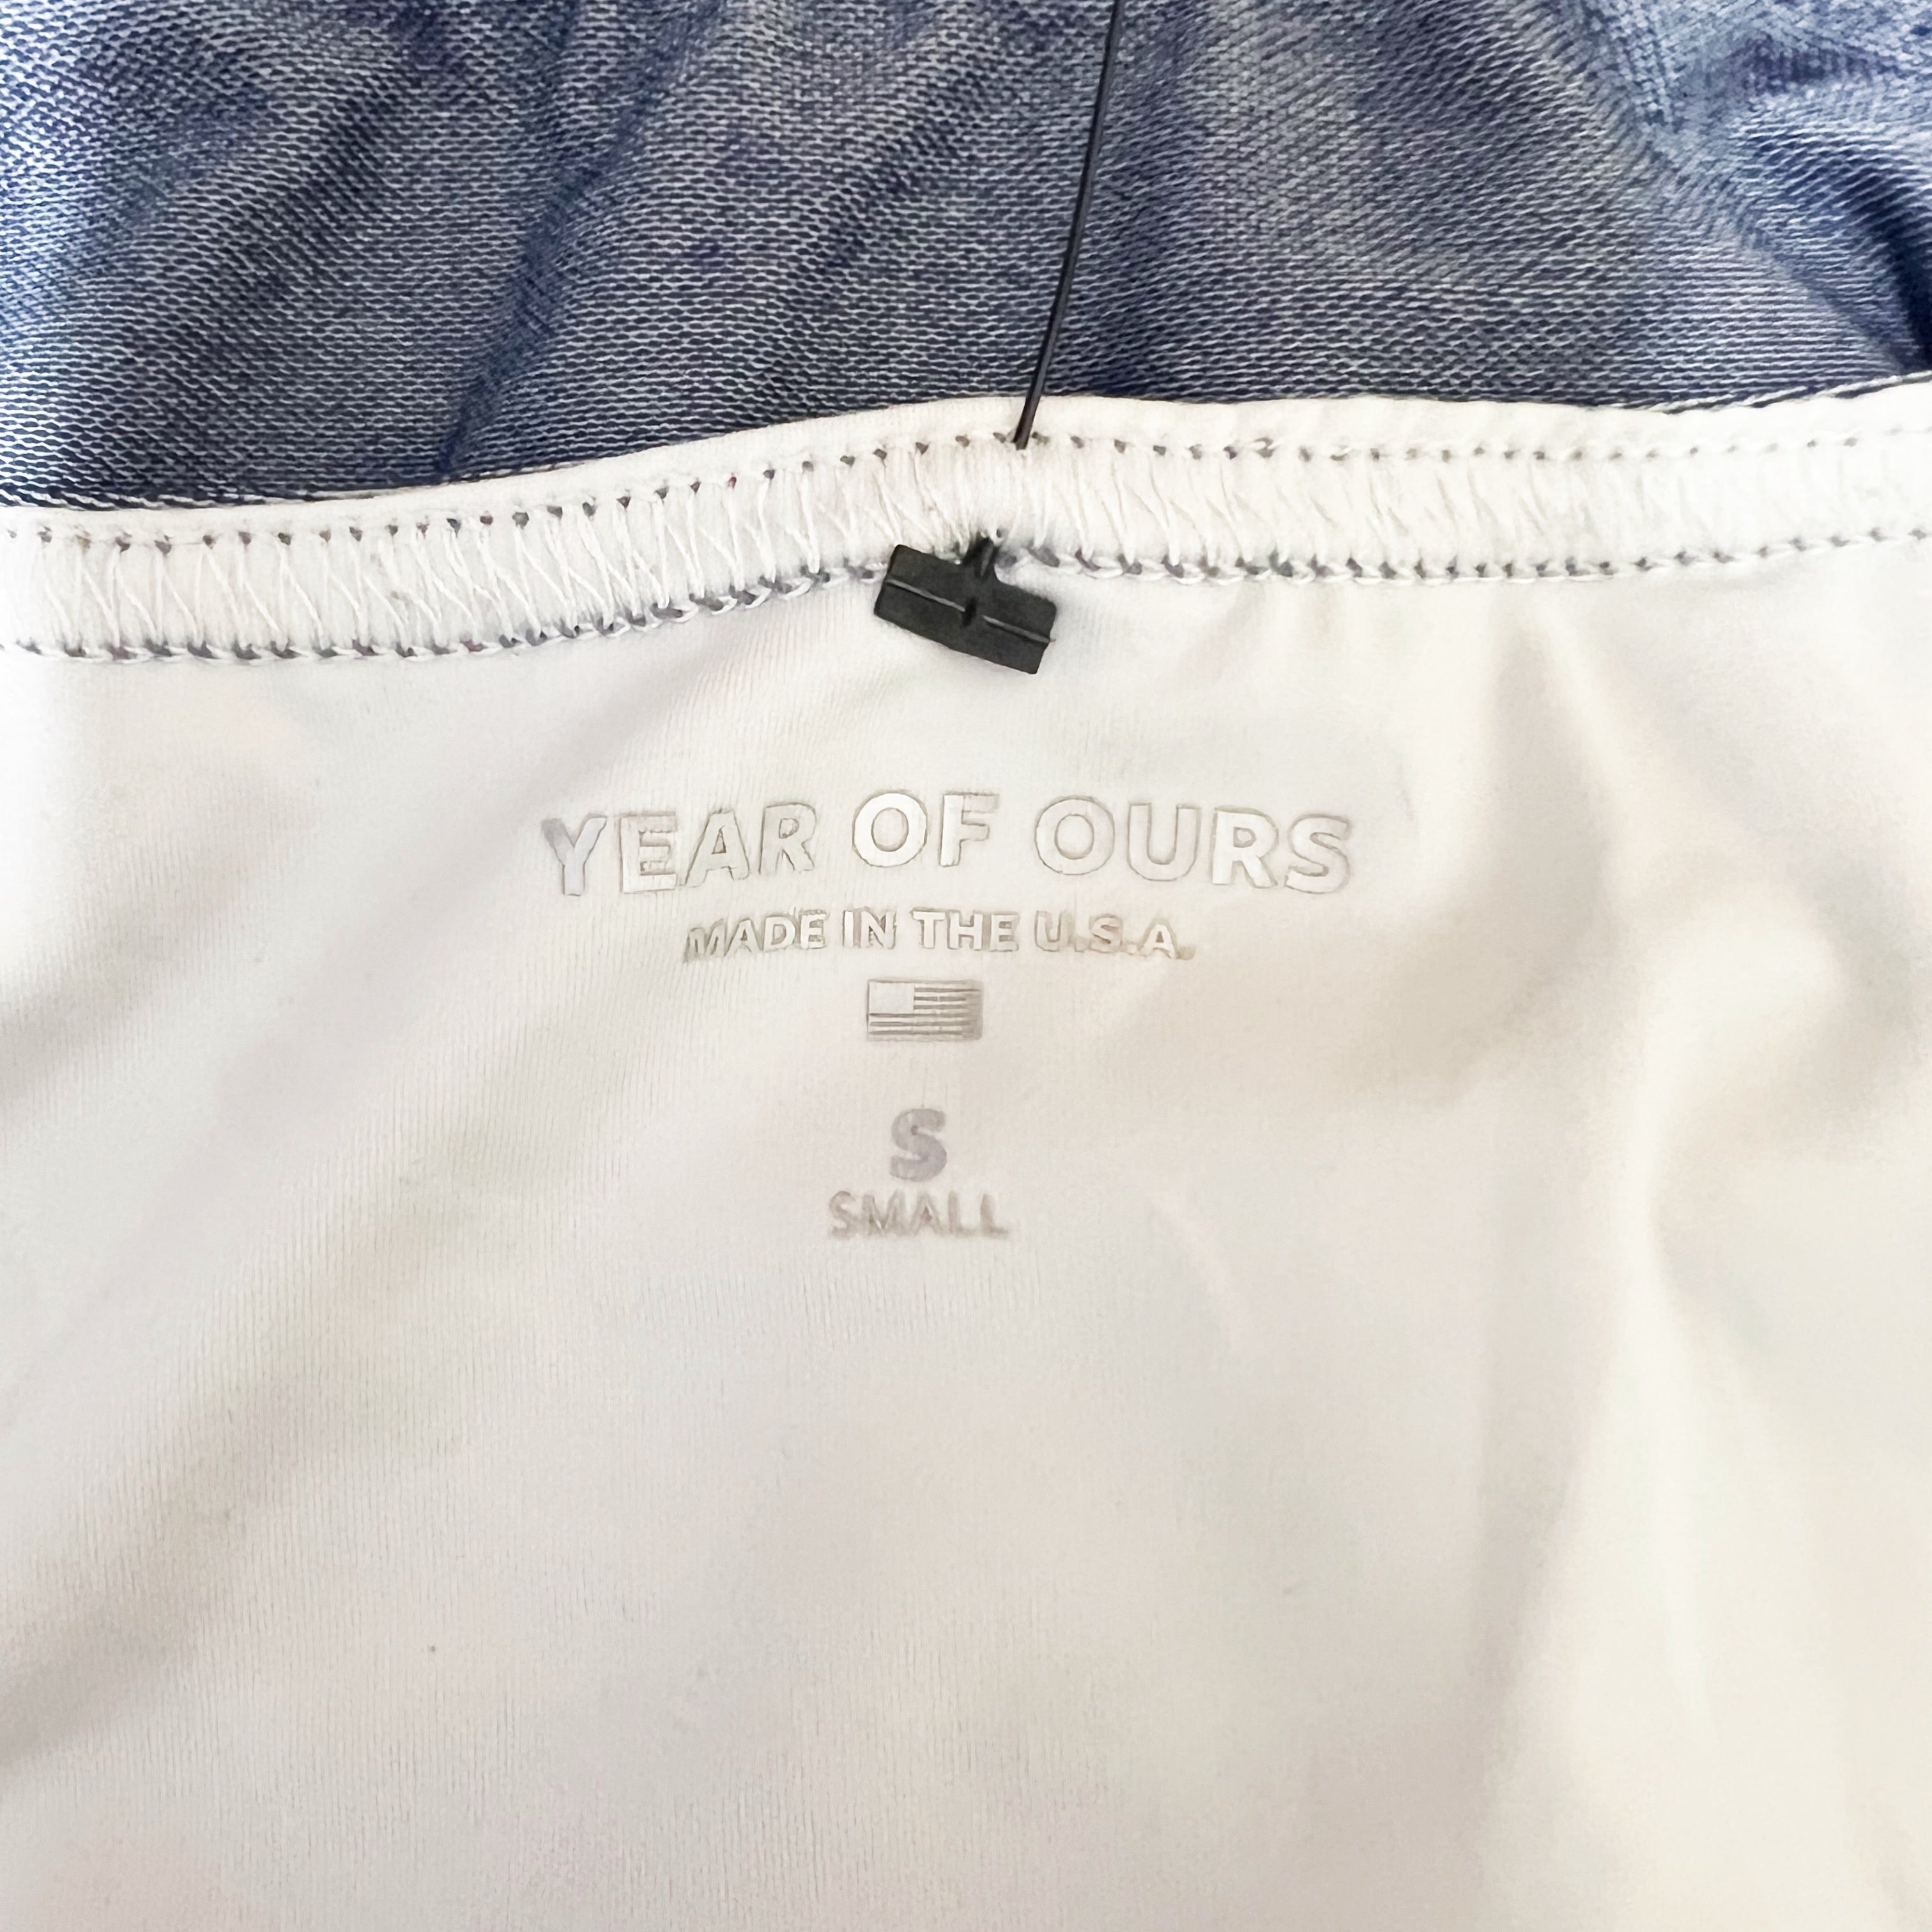 YEAR OF OURS
MADE IN THE U.S.A.
S
SMALL